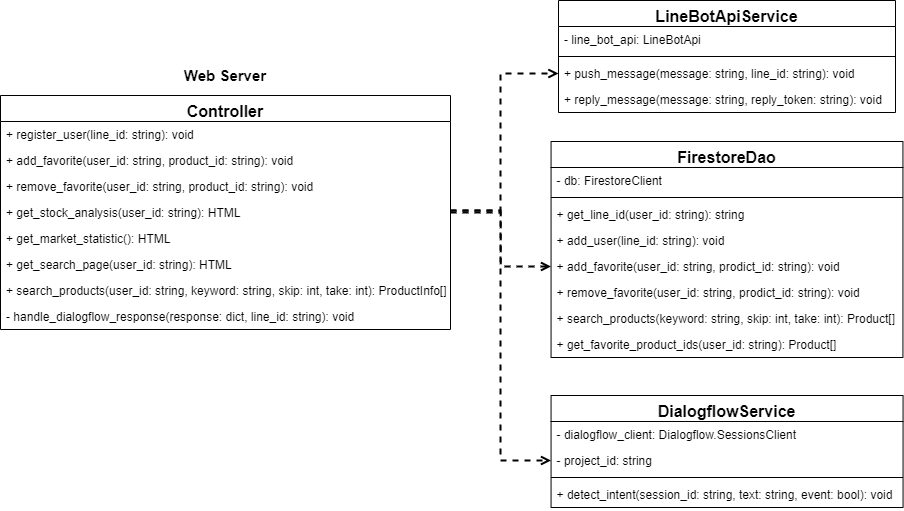 Web Server
Controller
+ register_user(line_id: string): void
+ add_favorite(user_id: string, product_id: string): void
+ remove_favorite(user_id: string, product_id: string): void
+ get_stock_analysis(user_id: string): HTML
+ get_market_statistic(): HTML
+ get_search_page(user_id: string): HTML
+ search_products(user_id: string, keyword: string, skip: int, take: int): ProductInfo[]
- handle_dialogflow_response(response: dict, line_id: string): void
LineBotApiService
- line_bot_api: LineBotApi
+ push_message(message: string, line_id: string): void
+ reply_message(message: string, reply_token: string): void
FirestoreDao
- db: FirestoreClient
+ get_line_id(user_id: string): string
+ add_user(line_id: string): void
+ add_favorite(user_id: string, prodict_id: string): void
+ remove_favorite(user_id: string, prodict_id: string): void
+ search_products(keyword: string, skip: int, take: int): Product[]
+ get_favorite_product_ids(user_id: string): Product[]
DialogflowService
- dialogflow_client: Dialogflow.SessionsClient
- project_id: string
+ detect_intent(session_id: string, text: string, event: bool): void